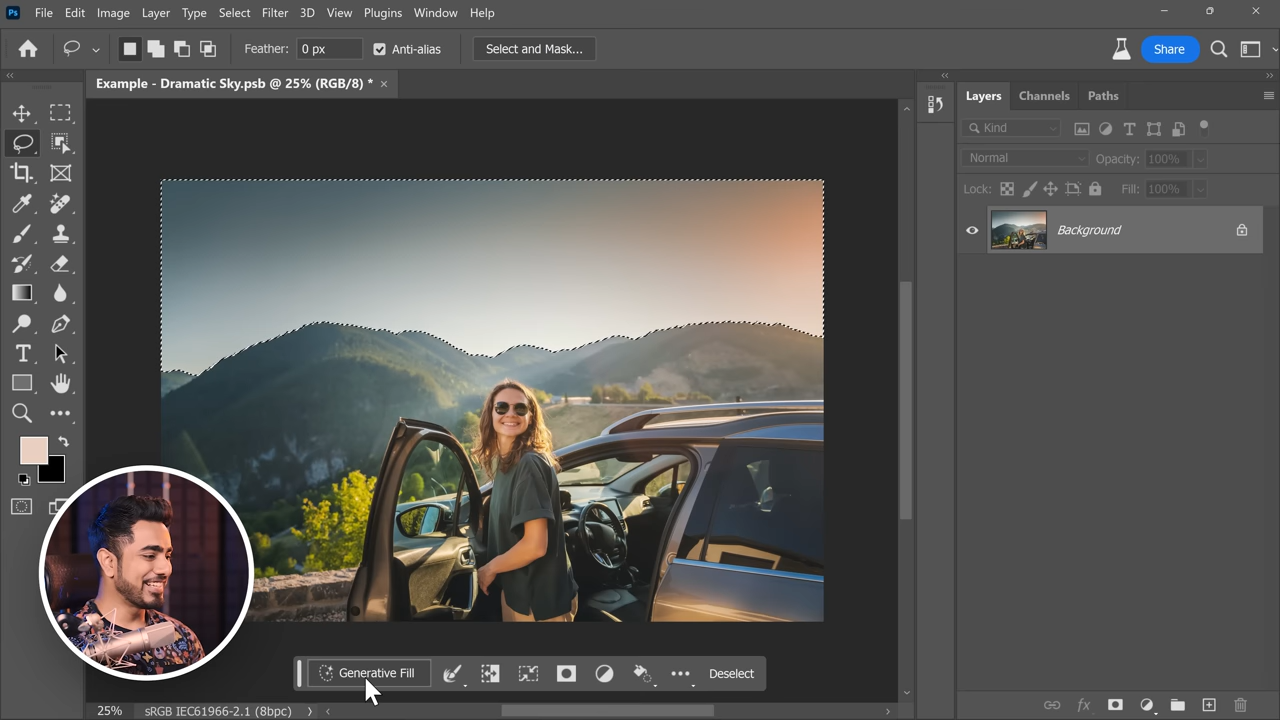 Ps File Edit Image Layer Type Select Filter 3D View Plugins Window Help
Feather: 0 px Anti-alias Select and Mask... Share
Example - Dramatic Sky.psb @ 25% (RGB/8) *
Layers Channels Paths
Kind
Normal Opacity: 100%
Lock: Fill: 100%
Background
Generative Fill Deselect
25% sRGB IEC61966-2.1 (8bpc)